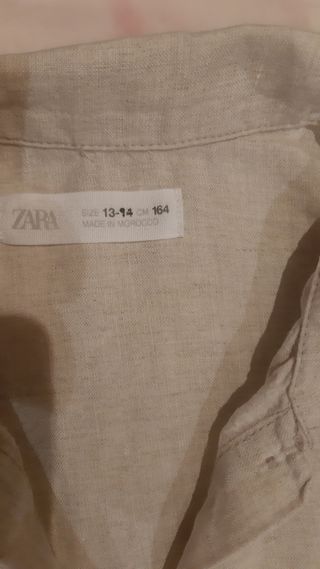 ZARA
SIZE 13-14 CM 164
MADE IN MOROCCO